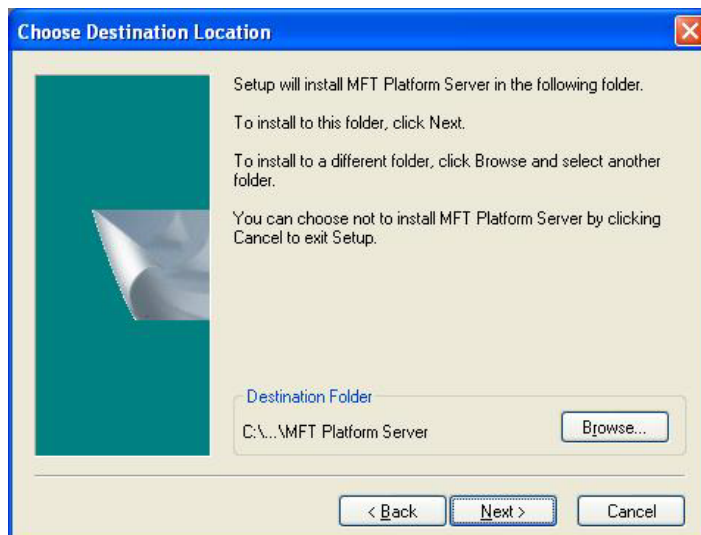 Choose Destination Location
Setup will install MFT Platform Server in the following folder.
To install to this folder, click Next.
To install to a different folder, click Browse and select another
folder.
You can choose not to install MFT Platform Server by clicking
Cancel to exit Setup.
Destination Folder
C:\...\MFT Platform Server
Browse...
< Back
Next >
Cancel